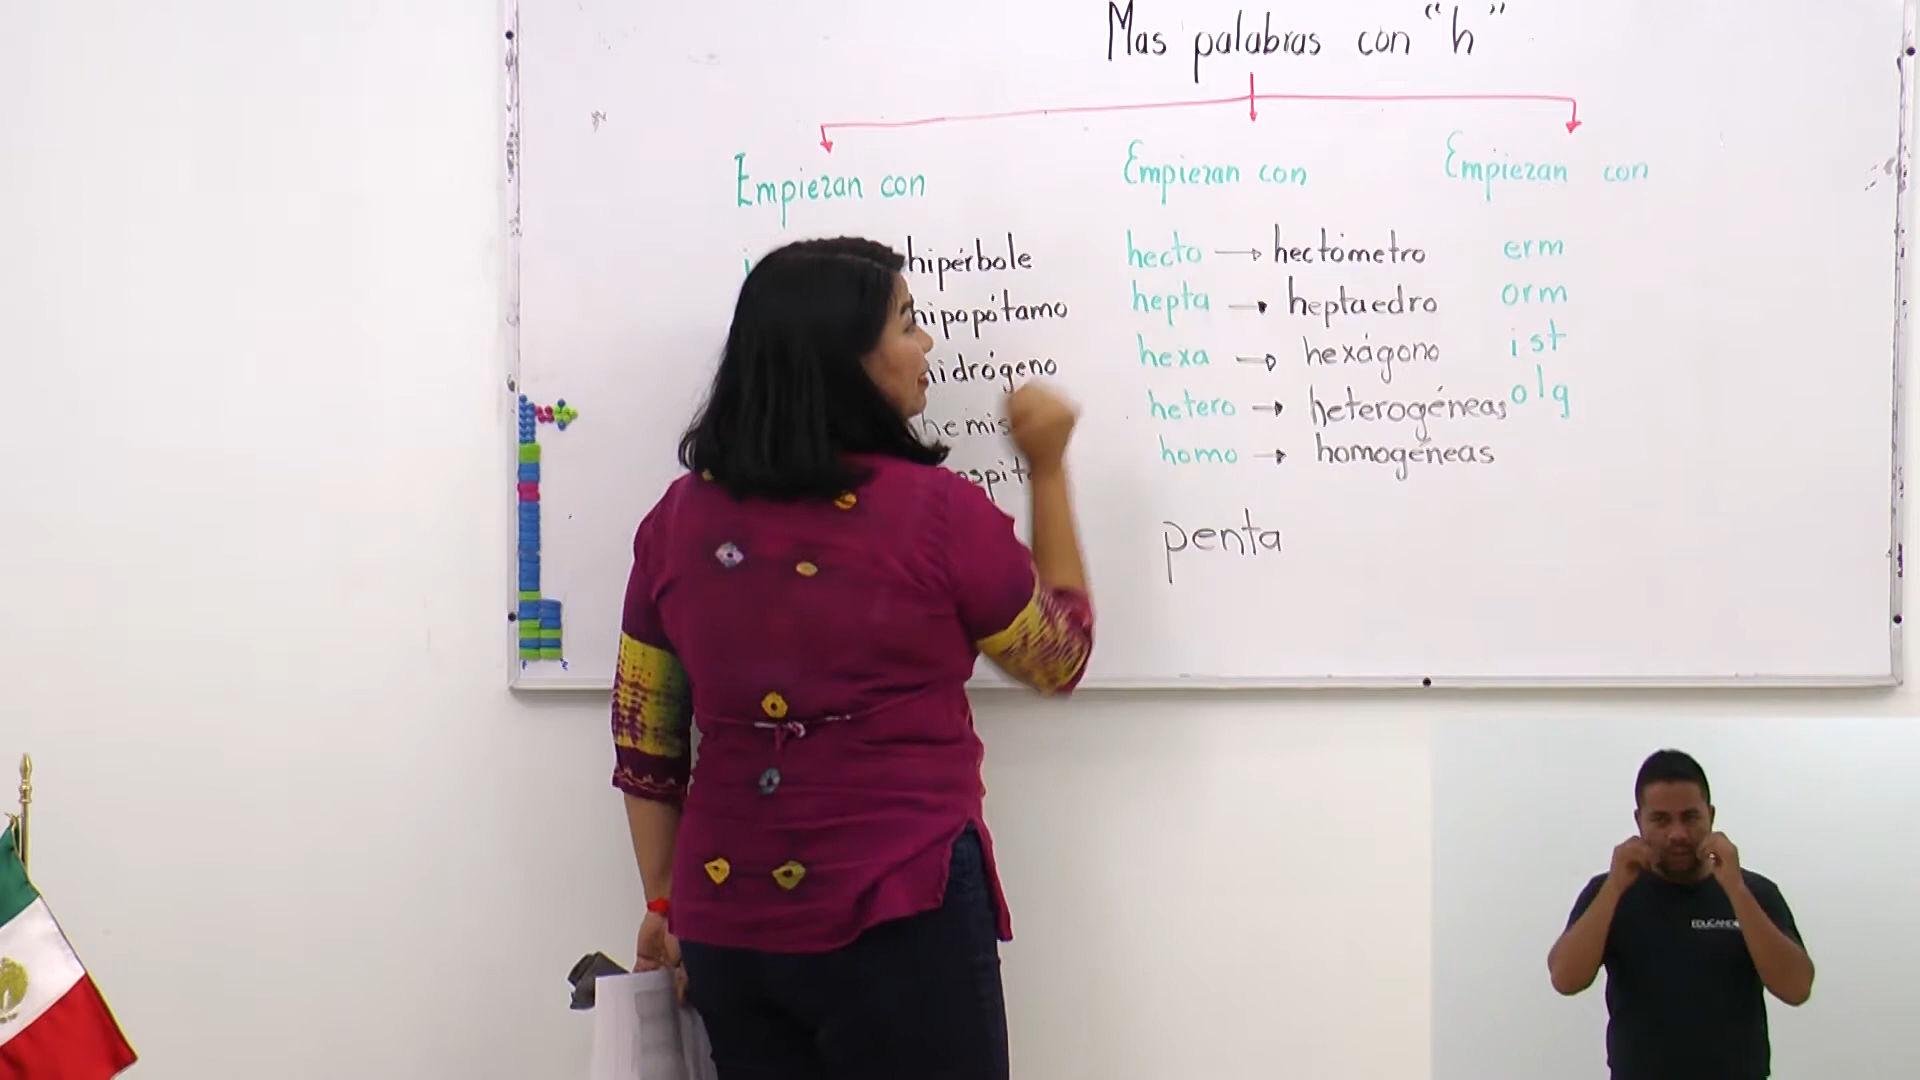 Mas palabras con "h"
Empiezan con
hipérbole
hipopótamo
hidrógeno
Empiezan con
hecto → hectómetro
hepta → heptaedro
hexa → hexágono
hetero → heterogéneas
homo → homogéneas
penta
Empiezan con
erm
orm
ist
olg